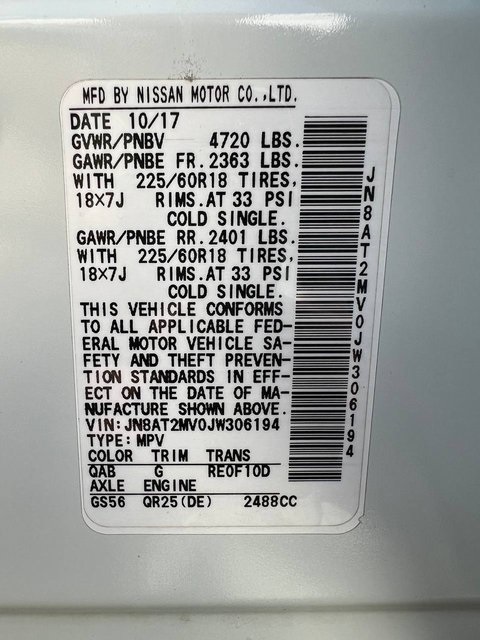 MFD BY NISSAN MOTOR CO.,LTD.
DATE 10/17
GVWR/PNBV 4720 LBS.
GAWR/PNBE FR. 2363 LBS.
WITH 225/60R18 TIRES,
18×7J RIMS. AT 33 PSI
COLD SINGLE.
GAWR/PNBE RR. 2401 LBS.
WITH 225/60R18 TIRES,
18×7J RIMS. AT 33 PSI
COLD SINGLE.
THIS VEHICLE CONFORMS
TO ALL APPLICABLE FED-
ERAL MOTOR VEHICLE SA-
FETY AND THEFT PREVEN-
TION STANDARDS IN EFF-
ECT ON THE DATE OF MA-
NUFACTURE SHOWN ABOVE.
VIN: JN8AT2MV0JW306194
TYPE: MPV
COLOR TRIM TRANS
QAB G RE0F10D
AXLE ENGINE
GS56 QR25(DE) 2488CC
JN8AT2MV0JW306194